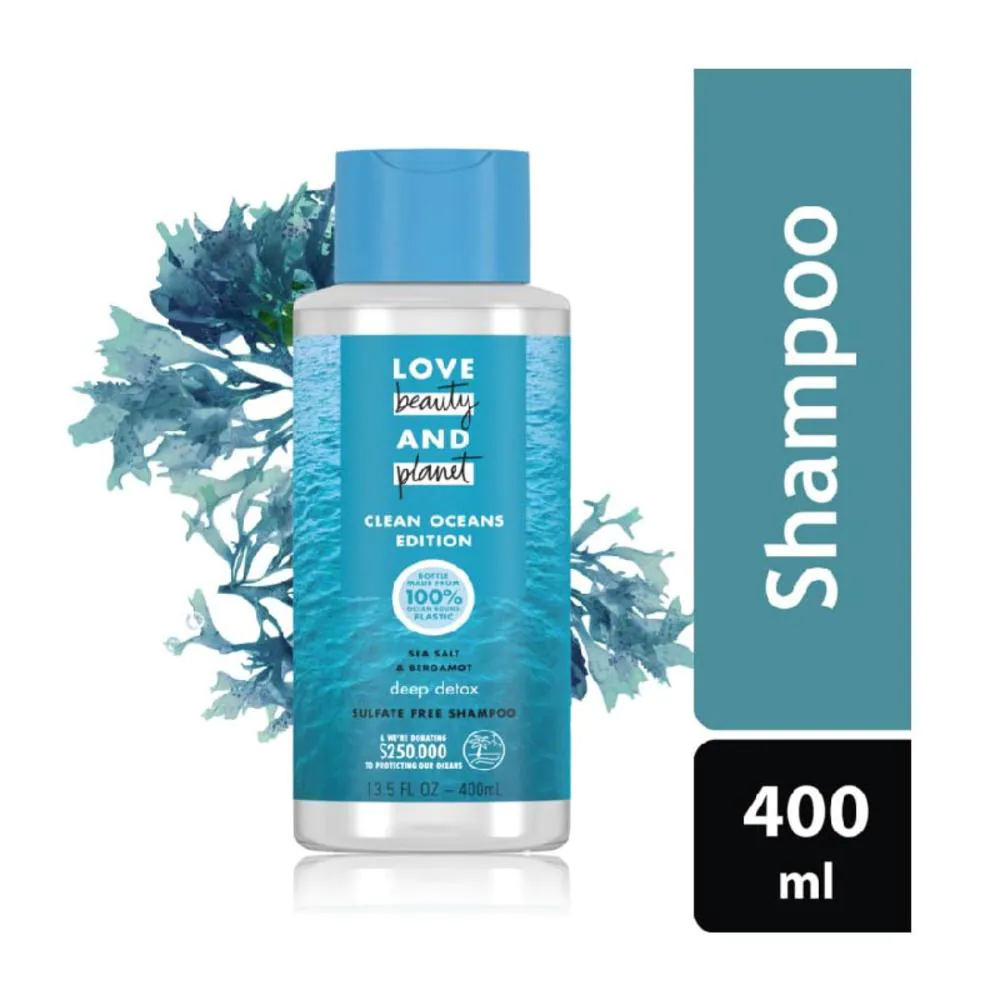 LOVE
beauty
AND
planet
CLEAN OCEANS
EDITION
BOTTLE
MADE FROM
100%
OCEAN BOUND
PLASTIC
SEA SALT
& BERGAMOT
deep detox
SULFATE FREE SHAMPOO
& WE'RE DONATING
$250,000
TO PROTECTING OUR OCEANS
13.5 FL OZ – 400mL
Shampoo
400
ml